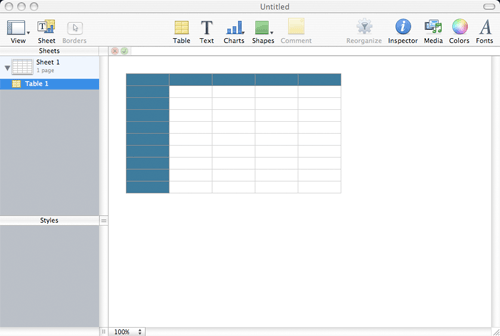 Untitled
View Sheet Borders Table Text Charts Shapes Comment Reorganize Inspector Media Colors Fonts
Sheets
Sheet 1
1 page
Table 1
Styles
100%